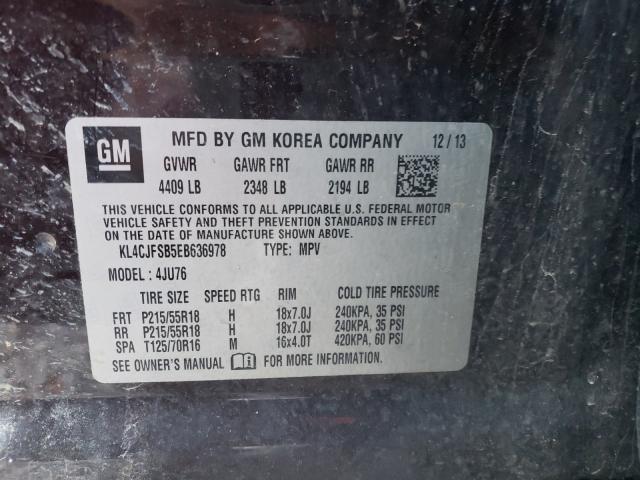 GM MFD BY GM KOREA COMPANY 12/13
GVWR GAWR FRT GAWR RR
4409 LB 2348 LB 2194 LB
THIS VEHICLE CONFORMS TO ALL APPLICABLE U.S. FEDERAL MOTOR
VEHICLE SAFETY AND THEFT PREVENTION STANDARDS IN EFFECT
ON THE DATE OF MANUFACTURE SHOWN ABOVE.
KL4CJFSB5EB636978 TYPE: MPV
MODEL: 4JU76
TIRE SIZE SPEED RTG RIM COLD TIRE PRESSURE
FRT P215/55R18 H 18x7.0J 240KPA, 35 PSI
RR P215/55R18 H 18x7.0J 240KPA, 35 PSI
SPA T125/70R16 M 16x4.0T 420KPA, 60 PSI
SEE OWNER'S MANUAL FOR MORE INFORMATION.